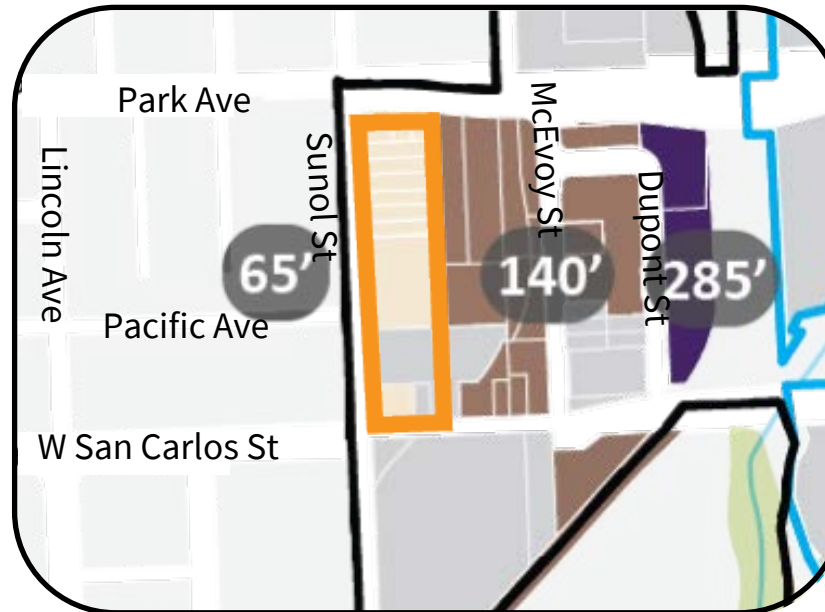 Park Ave
McEvoy St
Sunol St
Lincoln Ave
Dupont St
65’
140’
285’
Pacific Ave
W San Carlos St